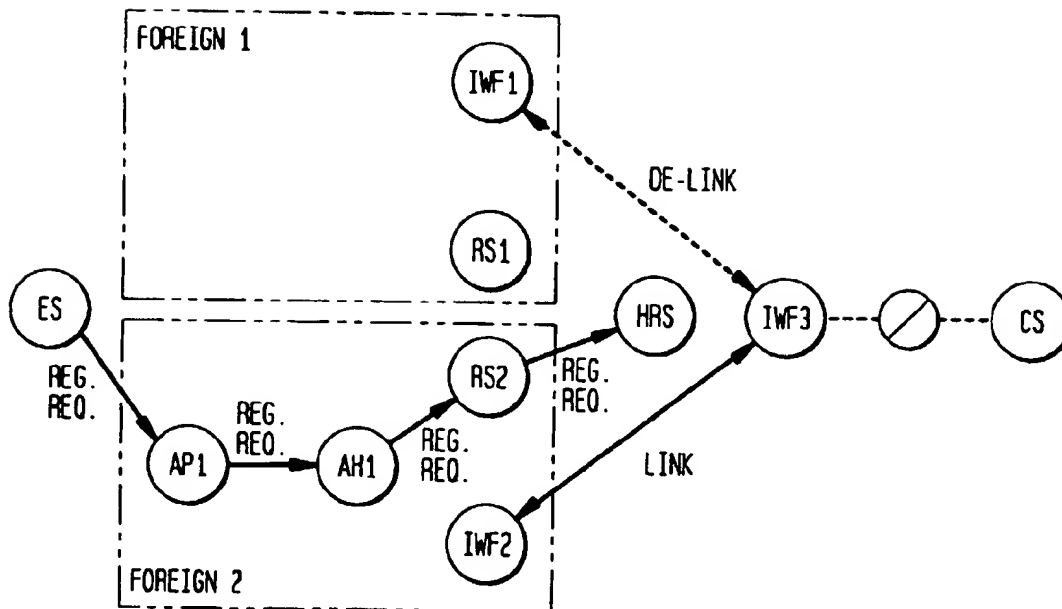 FOREIGN 1
IWF1
DE-LINK
RS1
ES
HRS
IWF3
CS
REG.
REQ.
RS2
REG.
REQ.
REG.
REQ.
AP1
AH1
REG.
REQ.
LINK
IWF2
FOREIGN 2